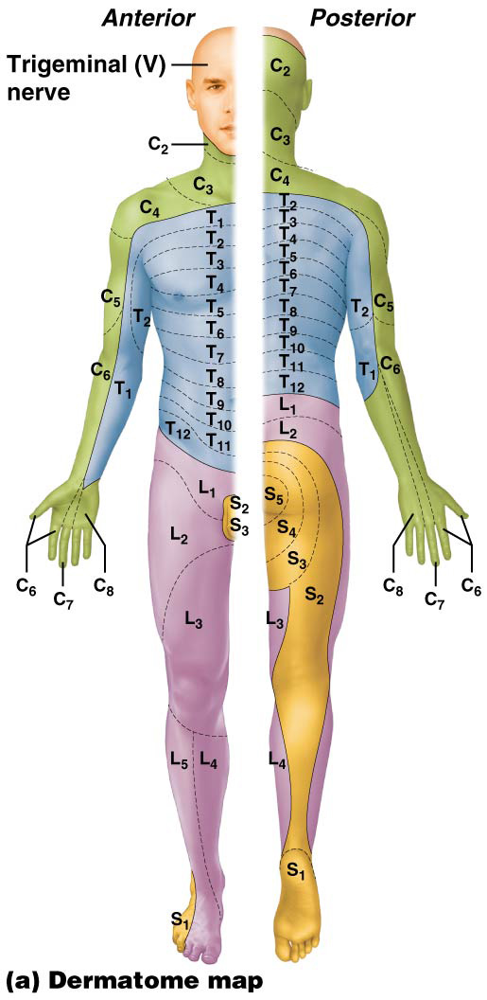 Anterior
Posterior
Trigeminal (V)
nerve
C2
C3
C4
T1
T2
T3
T4
T5
T6
T7
T8
T9
T10
T11
T12
C5
T2
C6
T1
L1
S2
S3
L2
L3
L5
L4
S1
C6
C7
C8
C2
C3
C4
T2
T3
T4
T5
T6
T7
T8
T9
T10
T11
T12
L1
L2
T2
C5
T1
C6
S5
S4
S3
S2
L3
L4
S1
C8
C7
C6
(a) Dermatome map